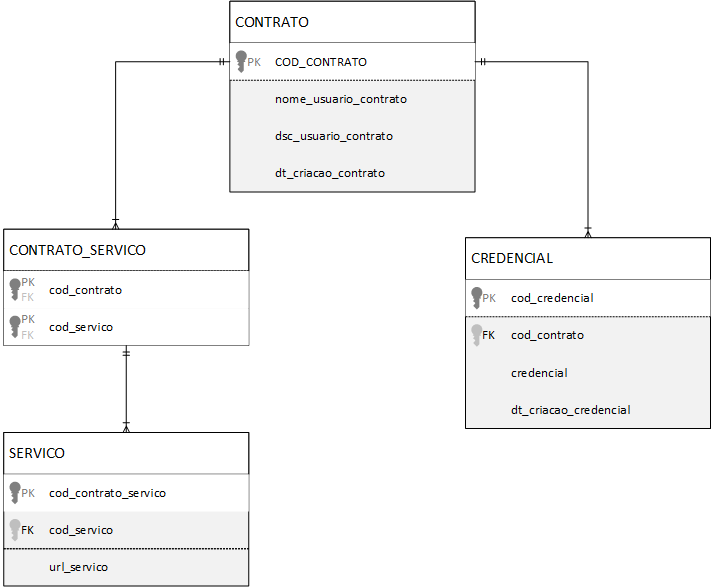 CONTRATO
PK COD_CONTRATO
nome_usuario_contrato
dsc_usuario_contrato
dt_criacao_contrato
CONTRATO_SERVICO
PK
FK
cod_contrato
PK
FK
cod_servico
CREDENCIAL
PK cod_credencial
FK cod_contrato
credencial
dt_criacao_credencial
SERVICO
PK cod_contrato_servico
FK cod_servico
url_servico